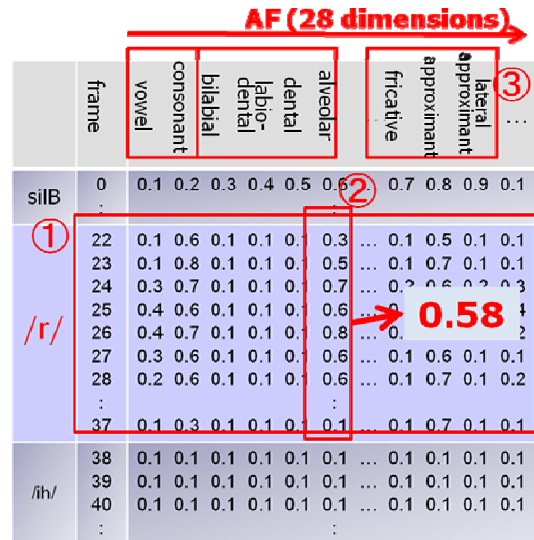 AF (28 dimensions)
frame vowel consonant bilabial labio-dental dental alveolar fricative approximant lateral approximant ... ③
silB 0 0.1 0.2 0.3 0.4 0.5 0.6 .. 0.7 0.8 0.9 0.1
: ② :
①
22 0.1 0.6 0.1 0.1 0.1 0.3 ... 0.1 0.5 0.1 0.1
23 0.1 0.8 0.1 0.1 0.1 0.5 ... 0.1 0.7 0.1 0.1
24 0.3 0.7 0.1 0.1 0.1 0.7 ... 0.2 0.6 0.2 0.3
/r/ 25 0.4 0.6 0.1 0.1 0.1 0.6 0.58
26 0.4 0.7 0.1 0.1 0.1 0.8 ...
27 0.3 0.6 0.1 0.1 0.1 0.6 ... 0.1 0.6 0.1 0.1
28 0.2 0.6 0.1 0.1 0.1 0.6 ... 0.1 0.7 0.1 0.2
: :
37 0.1 0.3 0.1 0.1 0.1 0.1 ... 0.1 0.7 0.1 0.1
38 0.1 0.1 0.1 0.1 0.1 0.1 ... 0.1 0.1 0.1 0.1
/ih/ 39 0.1 0.1 0.1 0.1 0.1 0.1 ... 0.1 0.1 0.1 0.1
40 0.1 0.1 0.1 0.1 0.1 0.1 ... 0.1 0.1 0.1 0.1
: :